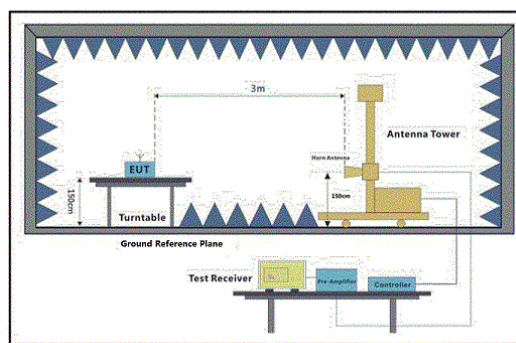 3m
Antenna Tower
Horn Antenna
EUT
150cm
150cm
Turntable
Ground Reference Plane
Test Receiver
Pre-Amplifier
Controller